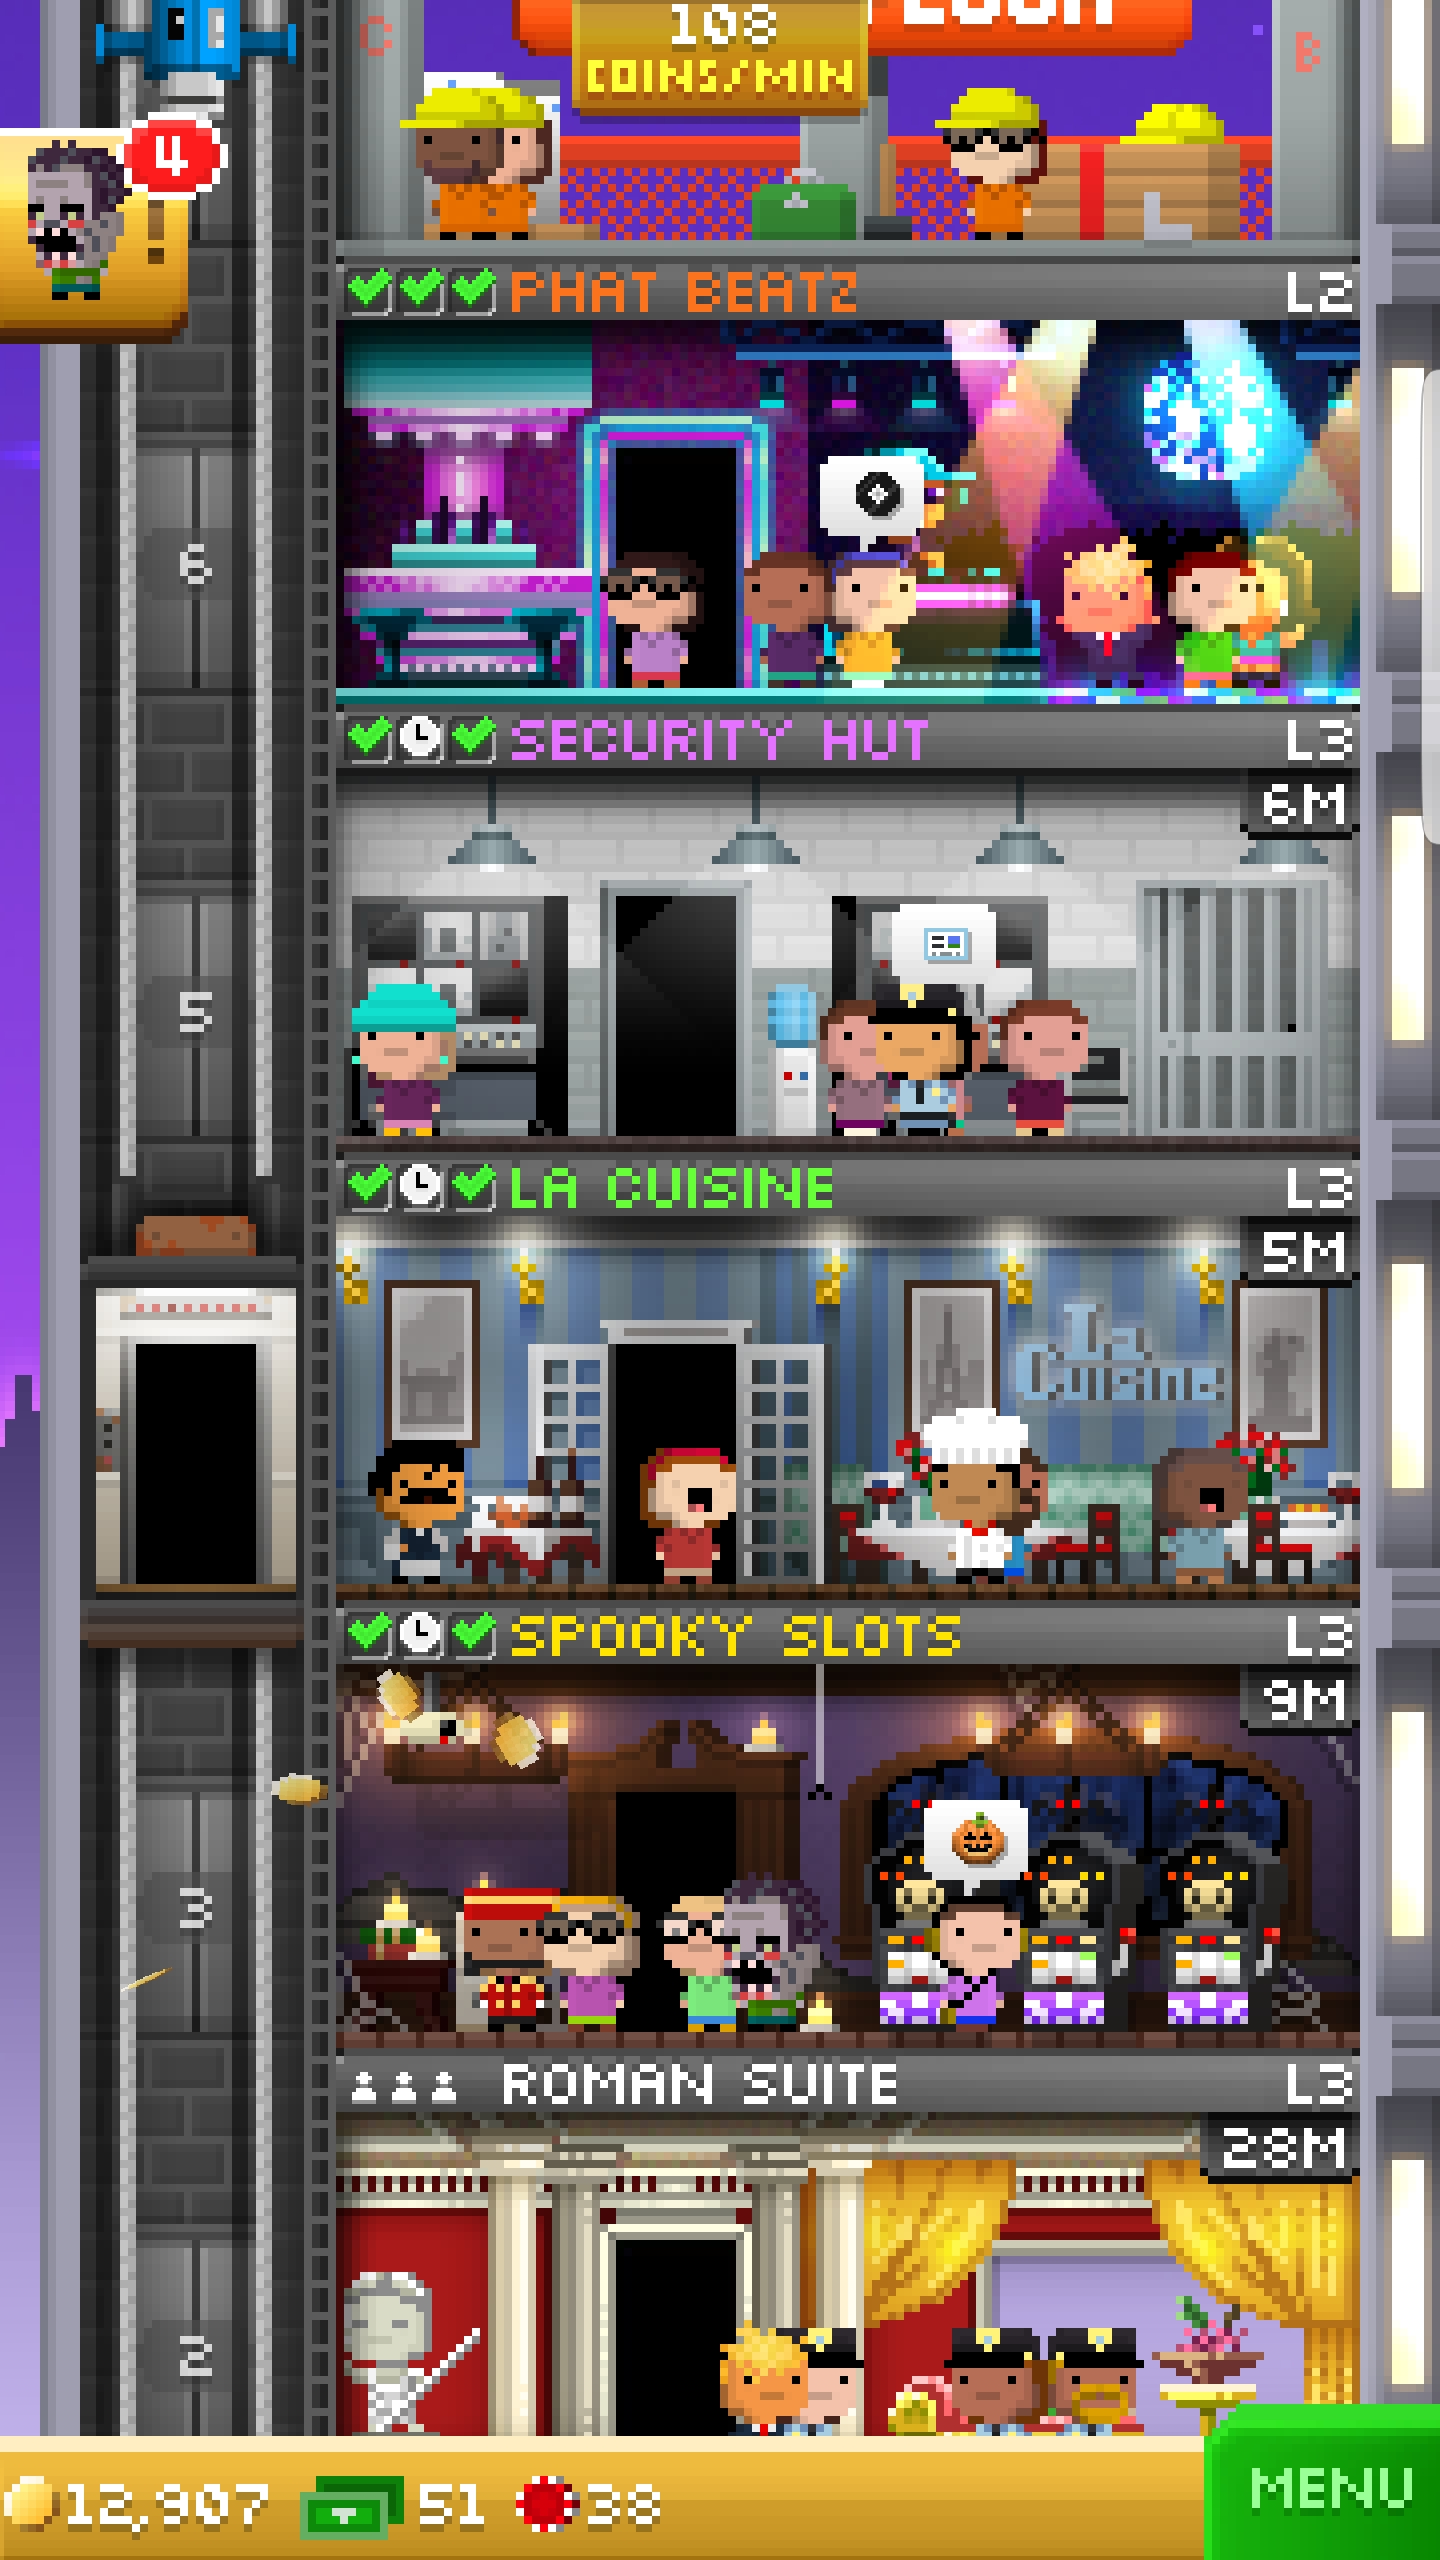 108
COINS/MIN
C
B
4
!
PHAT BEATZ L2
6
SECURITY HUT L3
6M
5
LA CUISINE L3
5M
La
Cuisine
SPOOKY SLOTS L3
9M
3
ROMAN SUITE L3
28M
2
12,907 51 38
MENU